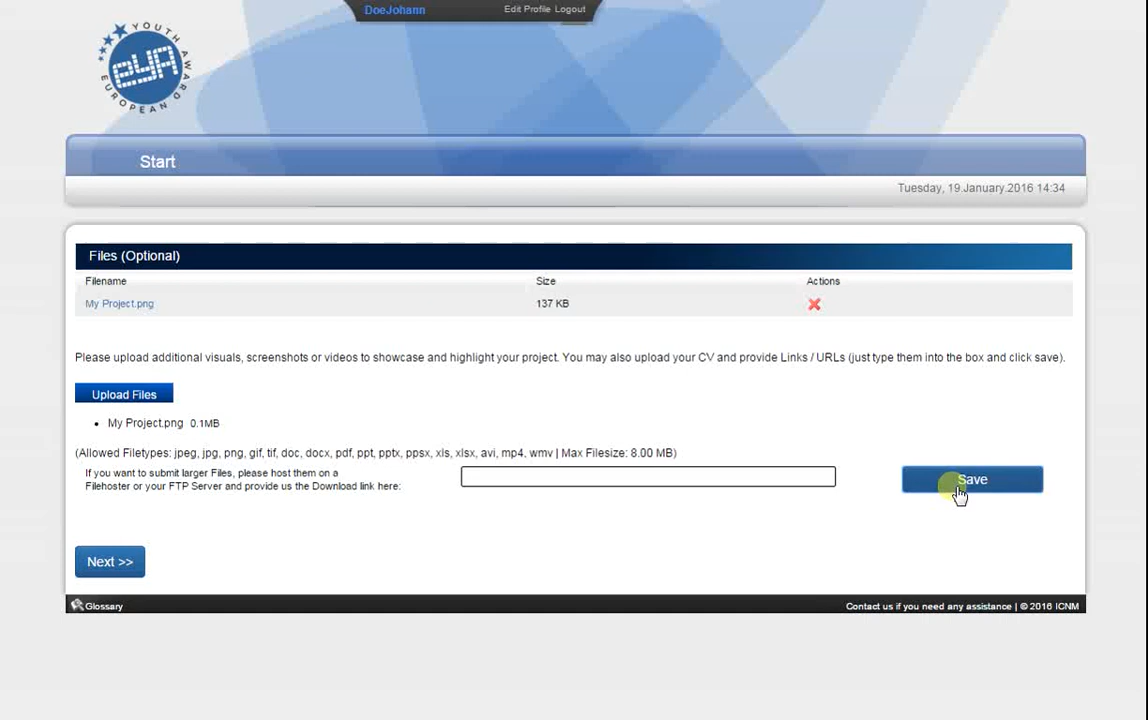 DoeJohann Edit Profile Logout
YOUTH AWARD EUROPEAN
eya
Start
Tuesday, 19.January.2016 14:34
Files (Optional)
Filename Size Actions
My Project.png 137 KB
Please upload additional visuals, screenshots or videos to showcase and highlight your project. You may also upload your CV and provide Links / URLs (just type them into the box and click save).
Upload Files
• My Project.png 0.1MB
(Allowed Filetypes: jpeg, jpg, png, gif, tif, doc, docx, pdf, ppt, pptx, ppsx, xls, xlsx, avi, mp4, wmv | Max Filesize: 8.00 MB)
If you want to submit larger Files, please host them on a
Filehoster or your FTP Server and provide us the Download link here:
Save
Next >>
Glossary Contact us if you need any assistance | © 2016 ICNM